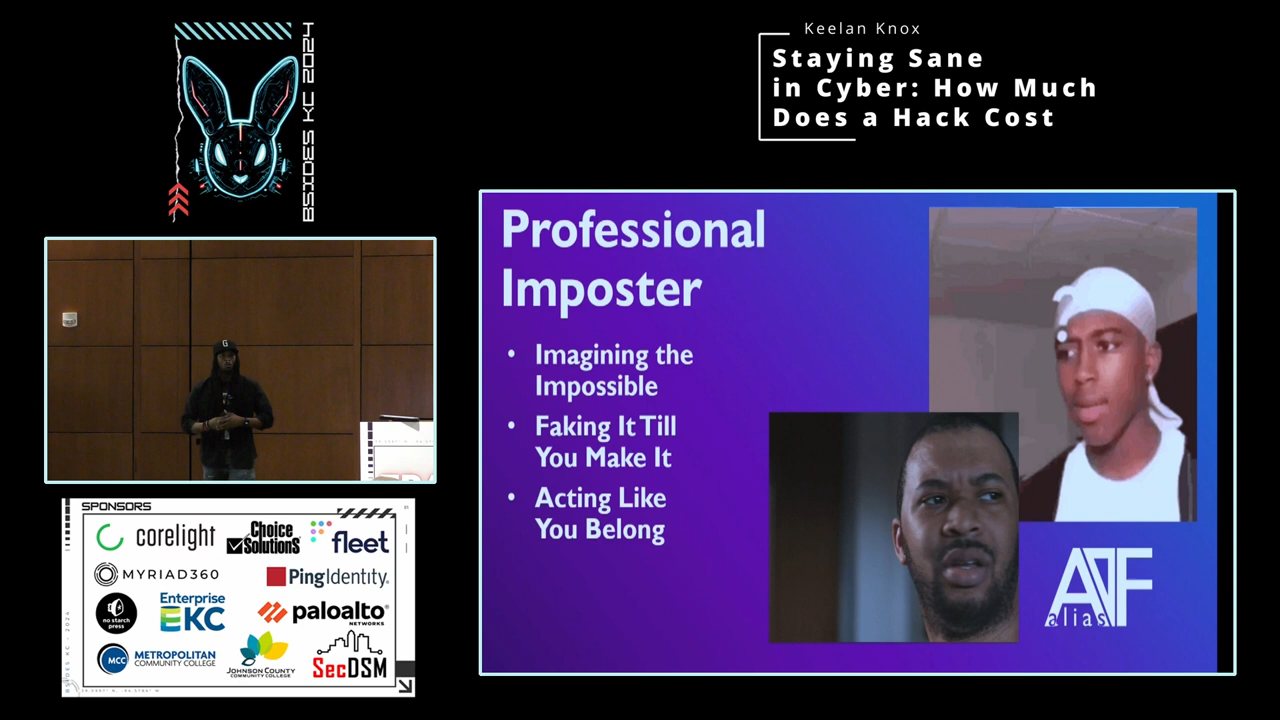 BSIDES KC 2024
Keelan Knox
Staying Sane
in Cyber: How Much
Does a Hack Cost
Professional
Imposter
• Imagining the
Impossible
• Faking It Till
You Make It
• Acting Like
You Belong
alias
G
SPONSORS
corelight
Choice
Solutions
fleet
MYRIAD360
PingIdentity
no starch
press
Enterprise
KC
paloalto
NETWORKS
MCC
METROPOLITAN
COMMUNITY COLLEGE
JOHNSON COUNTY
COMMUNITY COLLEGE
SecDSM